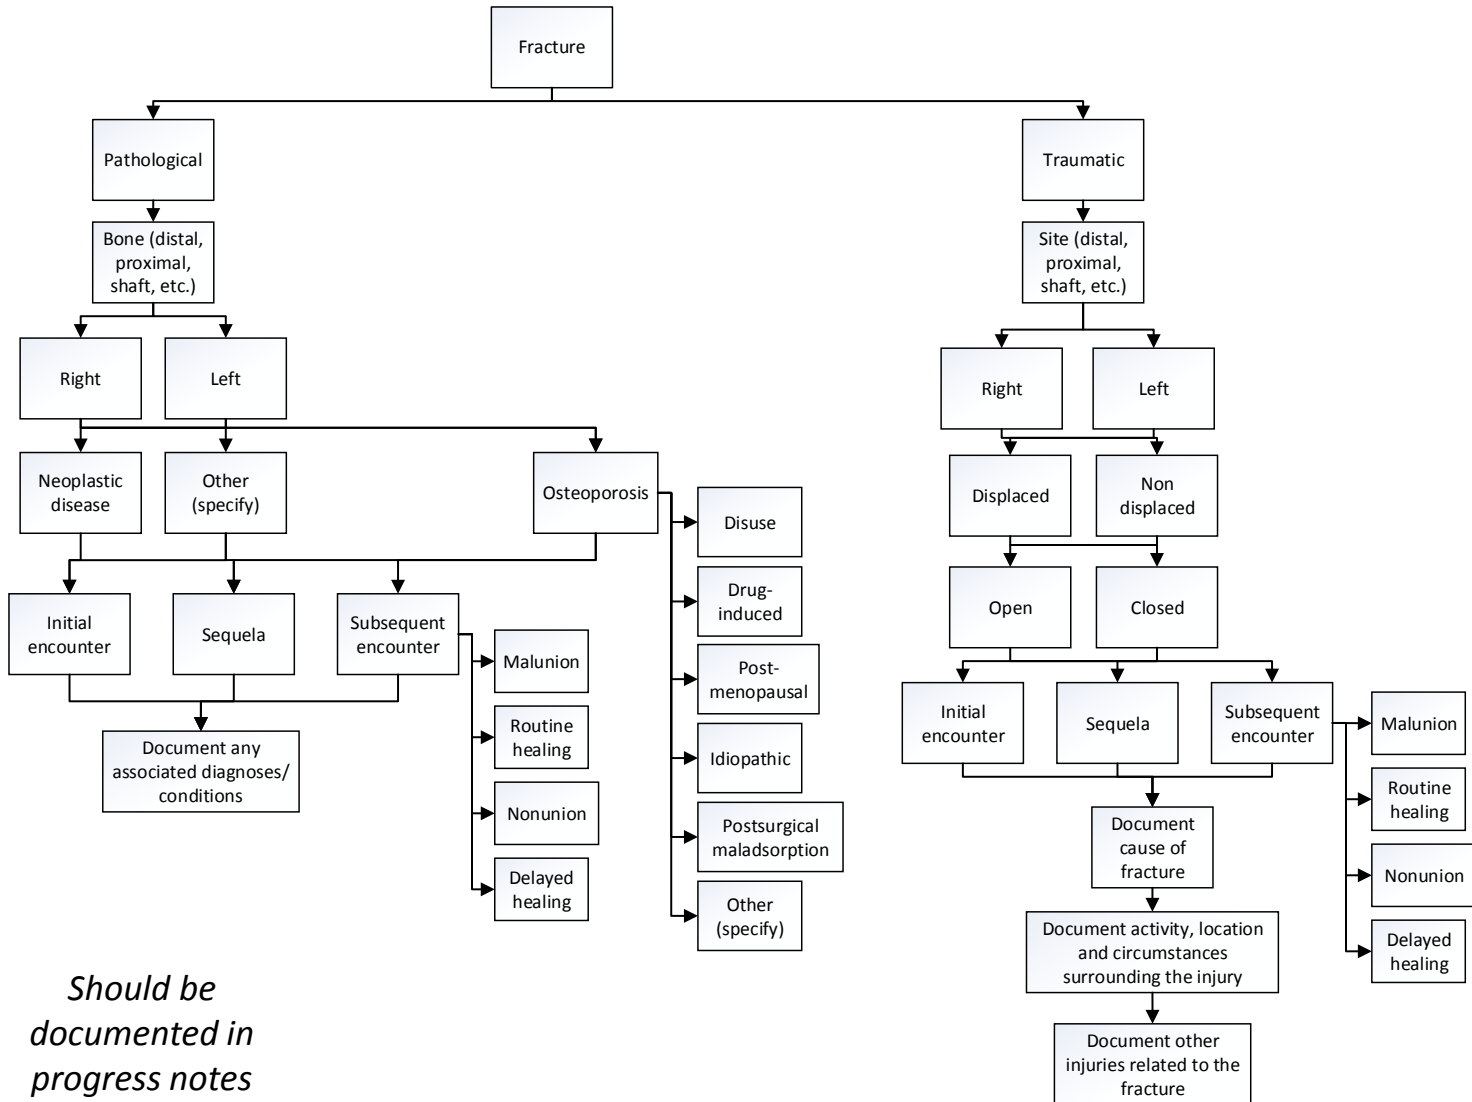 Fracture
Pathological
Traumatic
Bone (distal,
proximal,
shaft, etc.)
Site (distal,
proximal,
shaft, etc.)
Right
Left
Right
Left
Neoplastic
disease
Other
(specify)
Osteoporosis
Displaced
Non
displaced
Disuse
Drug-
induced
Post-
menopausal
Idiopathic
Postsurgical
maladsorption
Other
(specify)
Open
Closed
Initial
encounter
Sequela
Subsequent
encounter
Malunion
Routine
healing
Nonunion
Delayed
healing
Document any
associated diagnoses/
conditions
Initial
encounter
Sequela
Subsequent
encounter
Malunion
Routine
healing
Nonunion
Delayed
healing
Document
cause of
fracture
Document activity, location
and circumstances
surrounding the injury
Document other
injuries related to the
fracture
Should be
documented in
progress notes